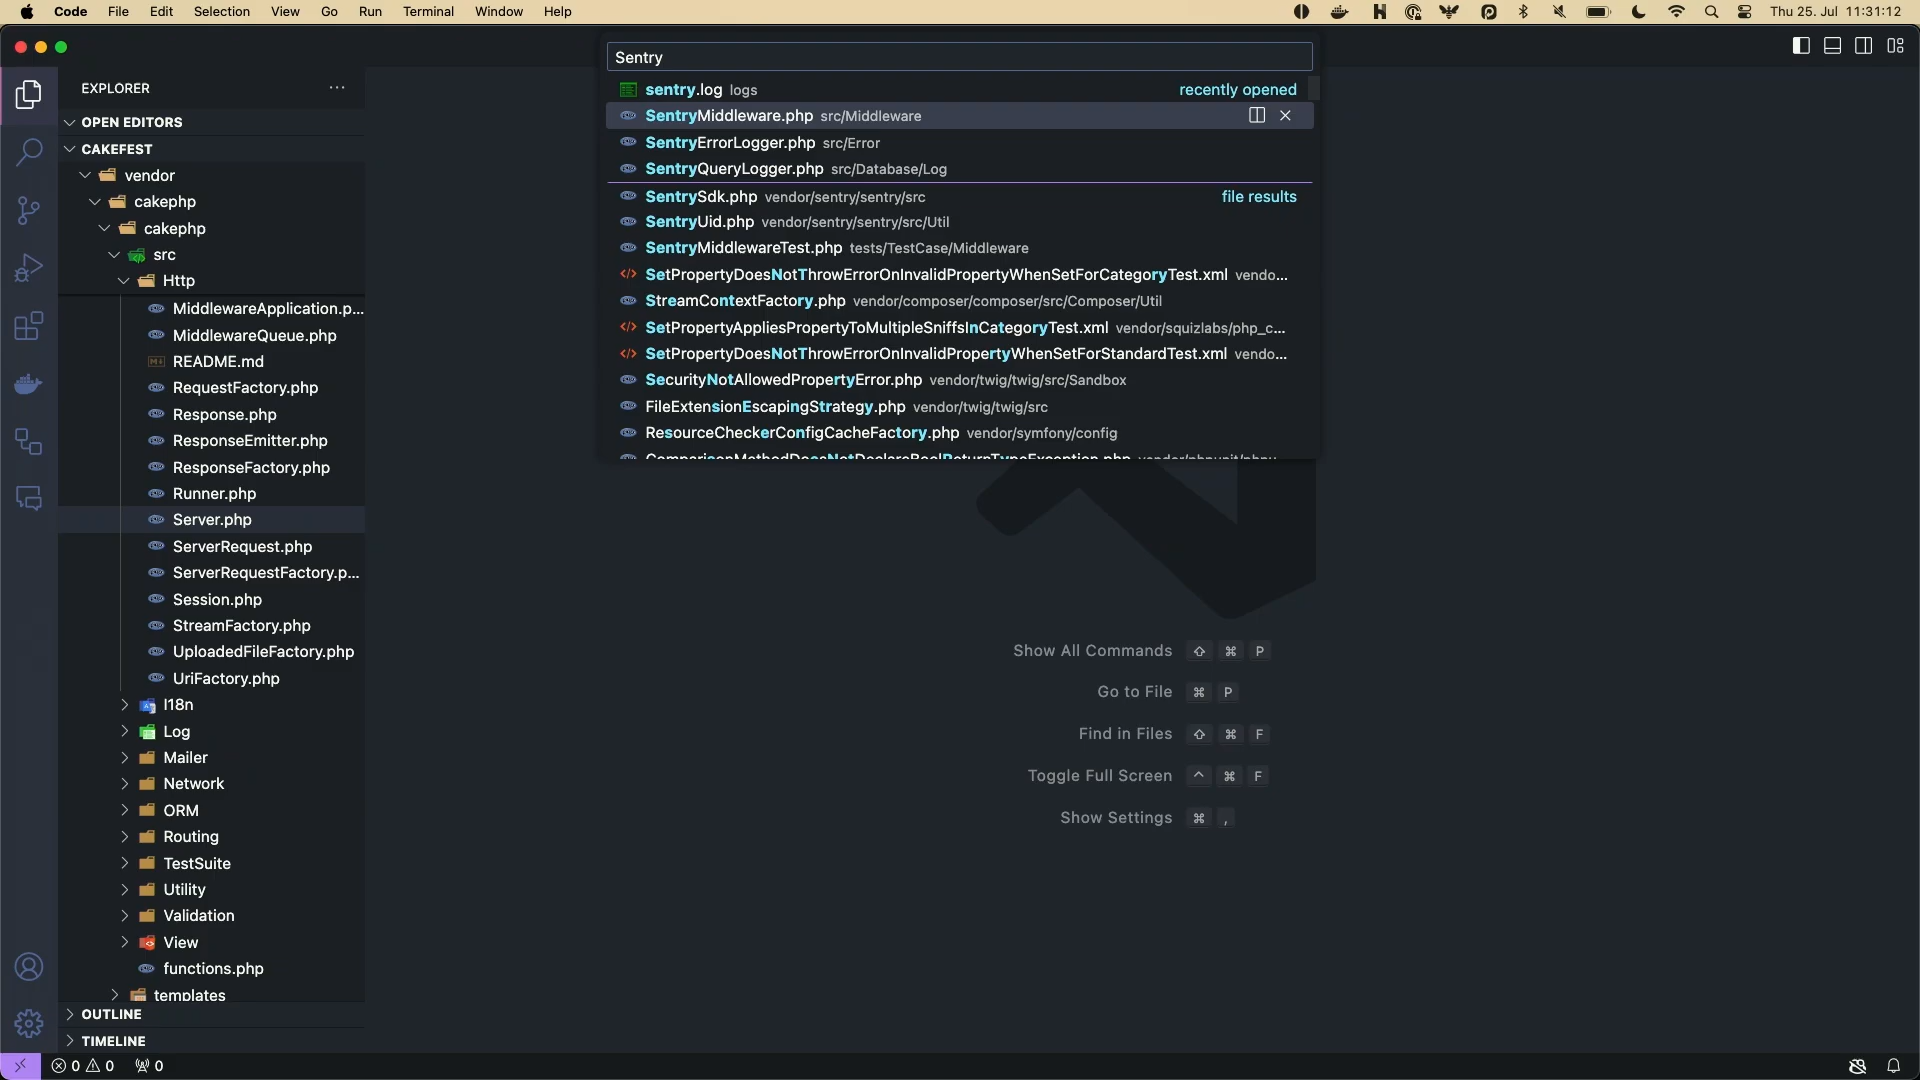 Code File Edit Selection View Go Run Terminal Window Help
Thu 25. Jul 11:31:12
Sentry
sentry.log logs recently opened
SentryMiddleware.php src/Middleware
SentryErrorLogger.php src/Error
SentryQueryLogger.php src/Database/Log
SentrySdk.php vendor/sentry/sentry/src file results
SentryUid.php vendor/sentry/sentry/src/Util
SentryMiddlewareTest.php tests/TestCase/Middleware
SetPropertyDoesNotThrowErrorOnInvalidPropertyWhenSetForCategoryTest.xml vendo...
StreamContextFactory.php vendor/composer/composer/src/Composer/Util
SetPropertyAppliesPropertyToMultipleSniffsInCategoryTest.xml vendor/squizlabs/php_c...
SetPropertyDoesNotThrowErrorOnInvalidPropertyWhenSetForStandardTest.xml vendo...
SecurityNotAllowedPropertyError.php vendor/twig/twig/src/Sandbox
FileExtensionEscapingStrategy.php vendor/twig/twig/src
ResourceCheckerConfigCacheFactory.php vendor/symfony/config
ComparisonMethodDoesNotDeclareBoolReturnTypeException.php vendor/phpunit/phpu...
EXPLORER
OPEN EDITORS
CAKEFEST
vendor
cakephp
cakephp
src
Http
MiddlewareApplication.p...
MiddlewareQueue.php
README.md
RequestFactory.php
Response.php
ResponseEmitter.php
ResponseFactory.php
Runner.php
Server.php
ServerRequest.php
ServerRequestFactory.p...
Session.php
StreamFactory.php
UploadedFileFactory.php
UriFactory.php
I18n
Log
Mailer
Network
ORM
Routing
TestSuite
Utility
Validation
View
functions.php
templates
OUTLINE
TIMELINE
Show All Commands ⇧ ⌘ P
Go to File ⌘ P
Find in Files ⇧ ⌘ F
Toggle Full Screen ^ ⌘ F
Show Settings ⌘ ,
0 0 0